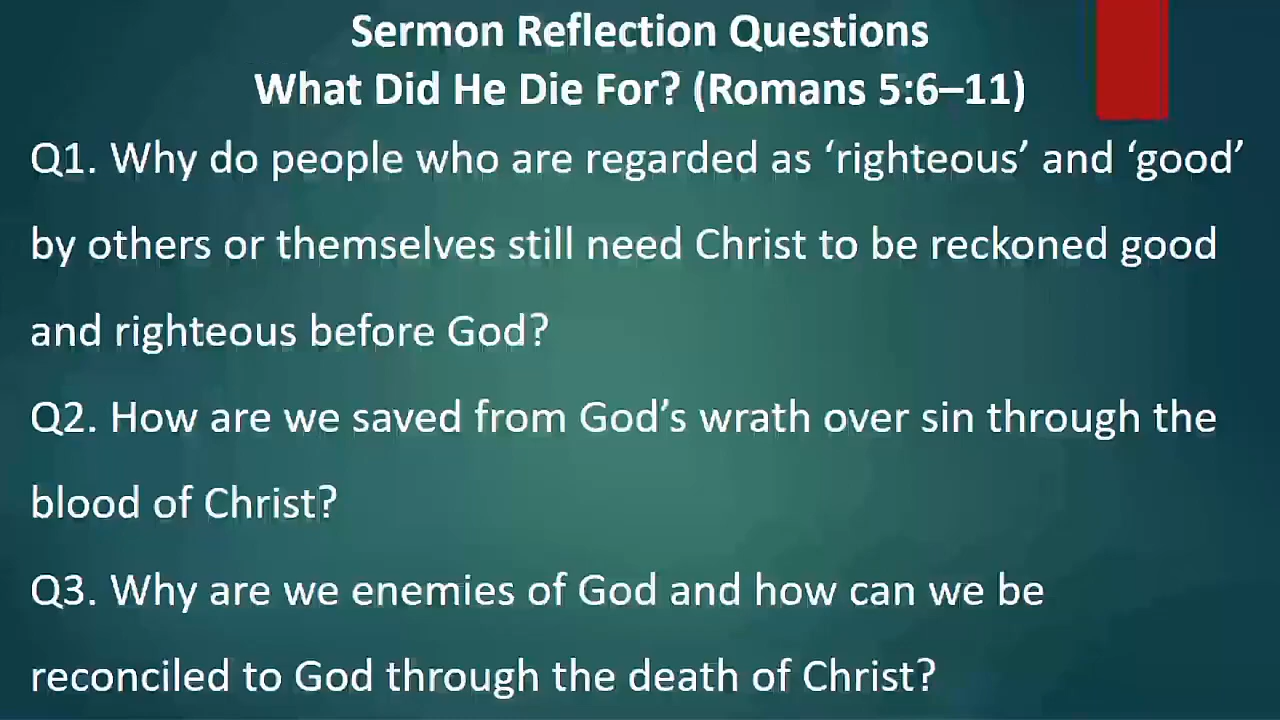 Sermon Reflection Questions
What Did He Die For? (Romans 5:6–11)
Q1. Why do people who are regarded as ‘righteous’ and ‘good’
by others or themselves still need Christ to be reckoned good
and righteous before God?
Q2. How are we saved from God’s wrath over sin through the
blood of Christ?
Q3. Why are we enemies of God and how can we be
reconciled to God through the death of Christ?